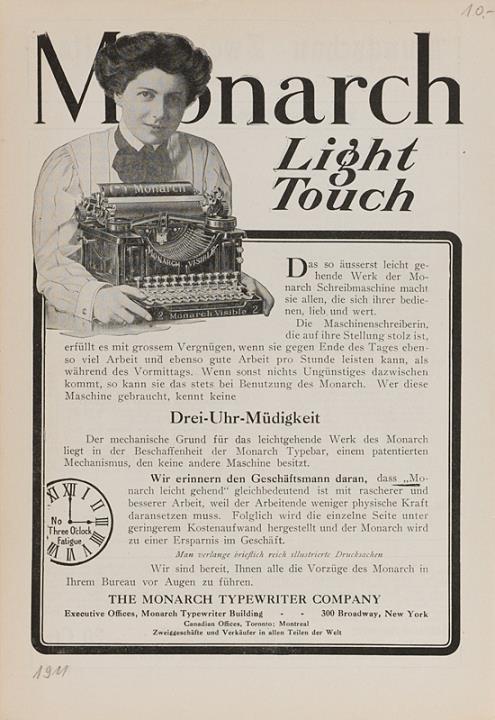 10.-
Monarch
Light
Touch
Monarch
MONARCH VISIBLE
2 - Monarch Visible 2
Das so äusserst leicht ge-
hende Werk der Mo-
narch Schreibmaschine macht
sie allen, die sich ihrer bedie-
nen, lieb und wert.
Die Maschinenschreiberin,
die auf ihre Stellung stolz ist,
erfüllt es mit grossem Vergnügen, wenn sie gegen Ende des Tages eben-
so viel Arbeit und ebenso gute Arbeit pro Stunde leisten kann, als
während des Vormittags. Wenn sonst nichts Ungünstiges dazwischen
kommt, so kann sie das stets bei Benutzung des Monarch. Wer diese
Maschine gebraucht, kennt keine
Drei-Uhr-Müdigkeit
Der mechanische Grund für das leichtgehende Werk des Monarch
liegt in der Beschaffenheit der Monarch Typebar, einem patentierten
Mechanismus, den keine andere Maschine besitzt.
Wir erinnern den Geschäftsmann daran, dass „Mo-
narch leicht gehend" gleichbedeutend ist mit rascherer und
besserer Arbeit, weil der Arbeitende weniger physische Kraft
daransetzen muss. Folglich wird die einzelne Seite unter
geringerem Kostenaufwand hergestellt und der Monarch wird
zu einer Ersparnis im Geschäft.
XII I II III IIII V VI VII VIII IX X XI
No
Three O'clock
Fatigue
Man verlange brieflich reich illustrierte Drucksachen
Wir sind bereit, Ihnen alle die Vorzüge des Monarch in
Ihrem Bureau vor Augen zu führen.
THE MONARCH TYPEWRITER COMPANY
Executive Offices, Monarch Typewriter Building - - 300 Broadway, New York
Canadian Offices, Toronto; Montreal
Zweiggeschäfte und Verkäufer in allen Teilen der Welt
1911